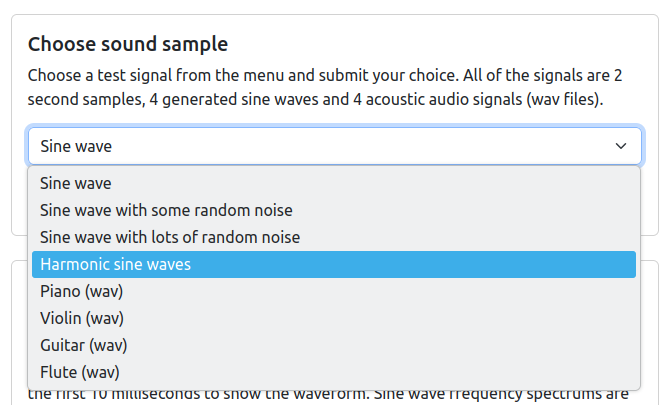 Choose sound sample
Choose a test signal from the menu and submit your choice. All of the signals are 2
second samples, 4 generated sine waves and 4 acoustic audio signals (wav files).
Sine wave
Sine wave
Sine wave with some random noise
Sine wave with lots of random noise
Harmonic sine waves
Piano (wav)
Violin (wav)
Guitar (wav)
Flute (wav)
the first 10 milliseconds to show the waveform. Sine wave frequency spectrums are